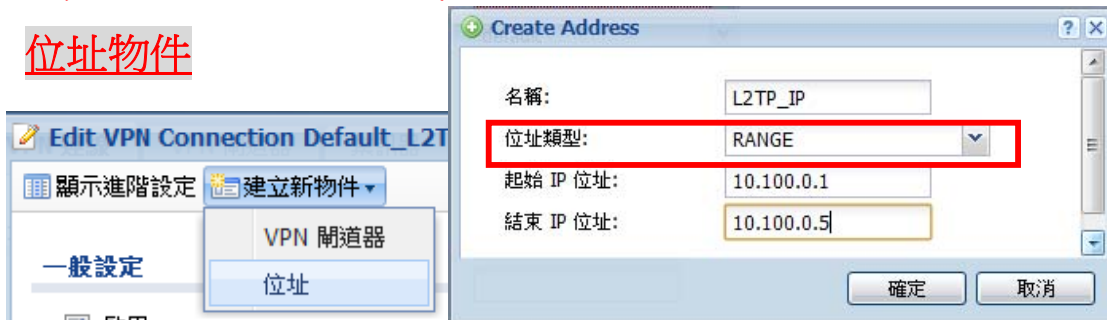 位址物件
Edit VPN Connection Default_L2T
顯示進階設定 建立新物件
VPN 閘道器
位址
一般設定
Create Address
名稱: L2TP_IP
位址類型: RANGE
起始 IP 位址: 10.100.0.1
結束 IP 位址: 10.100.0.5
確定 取消